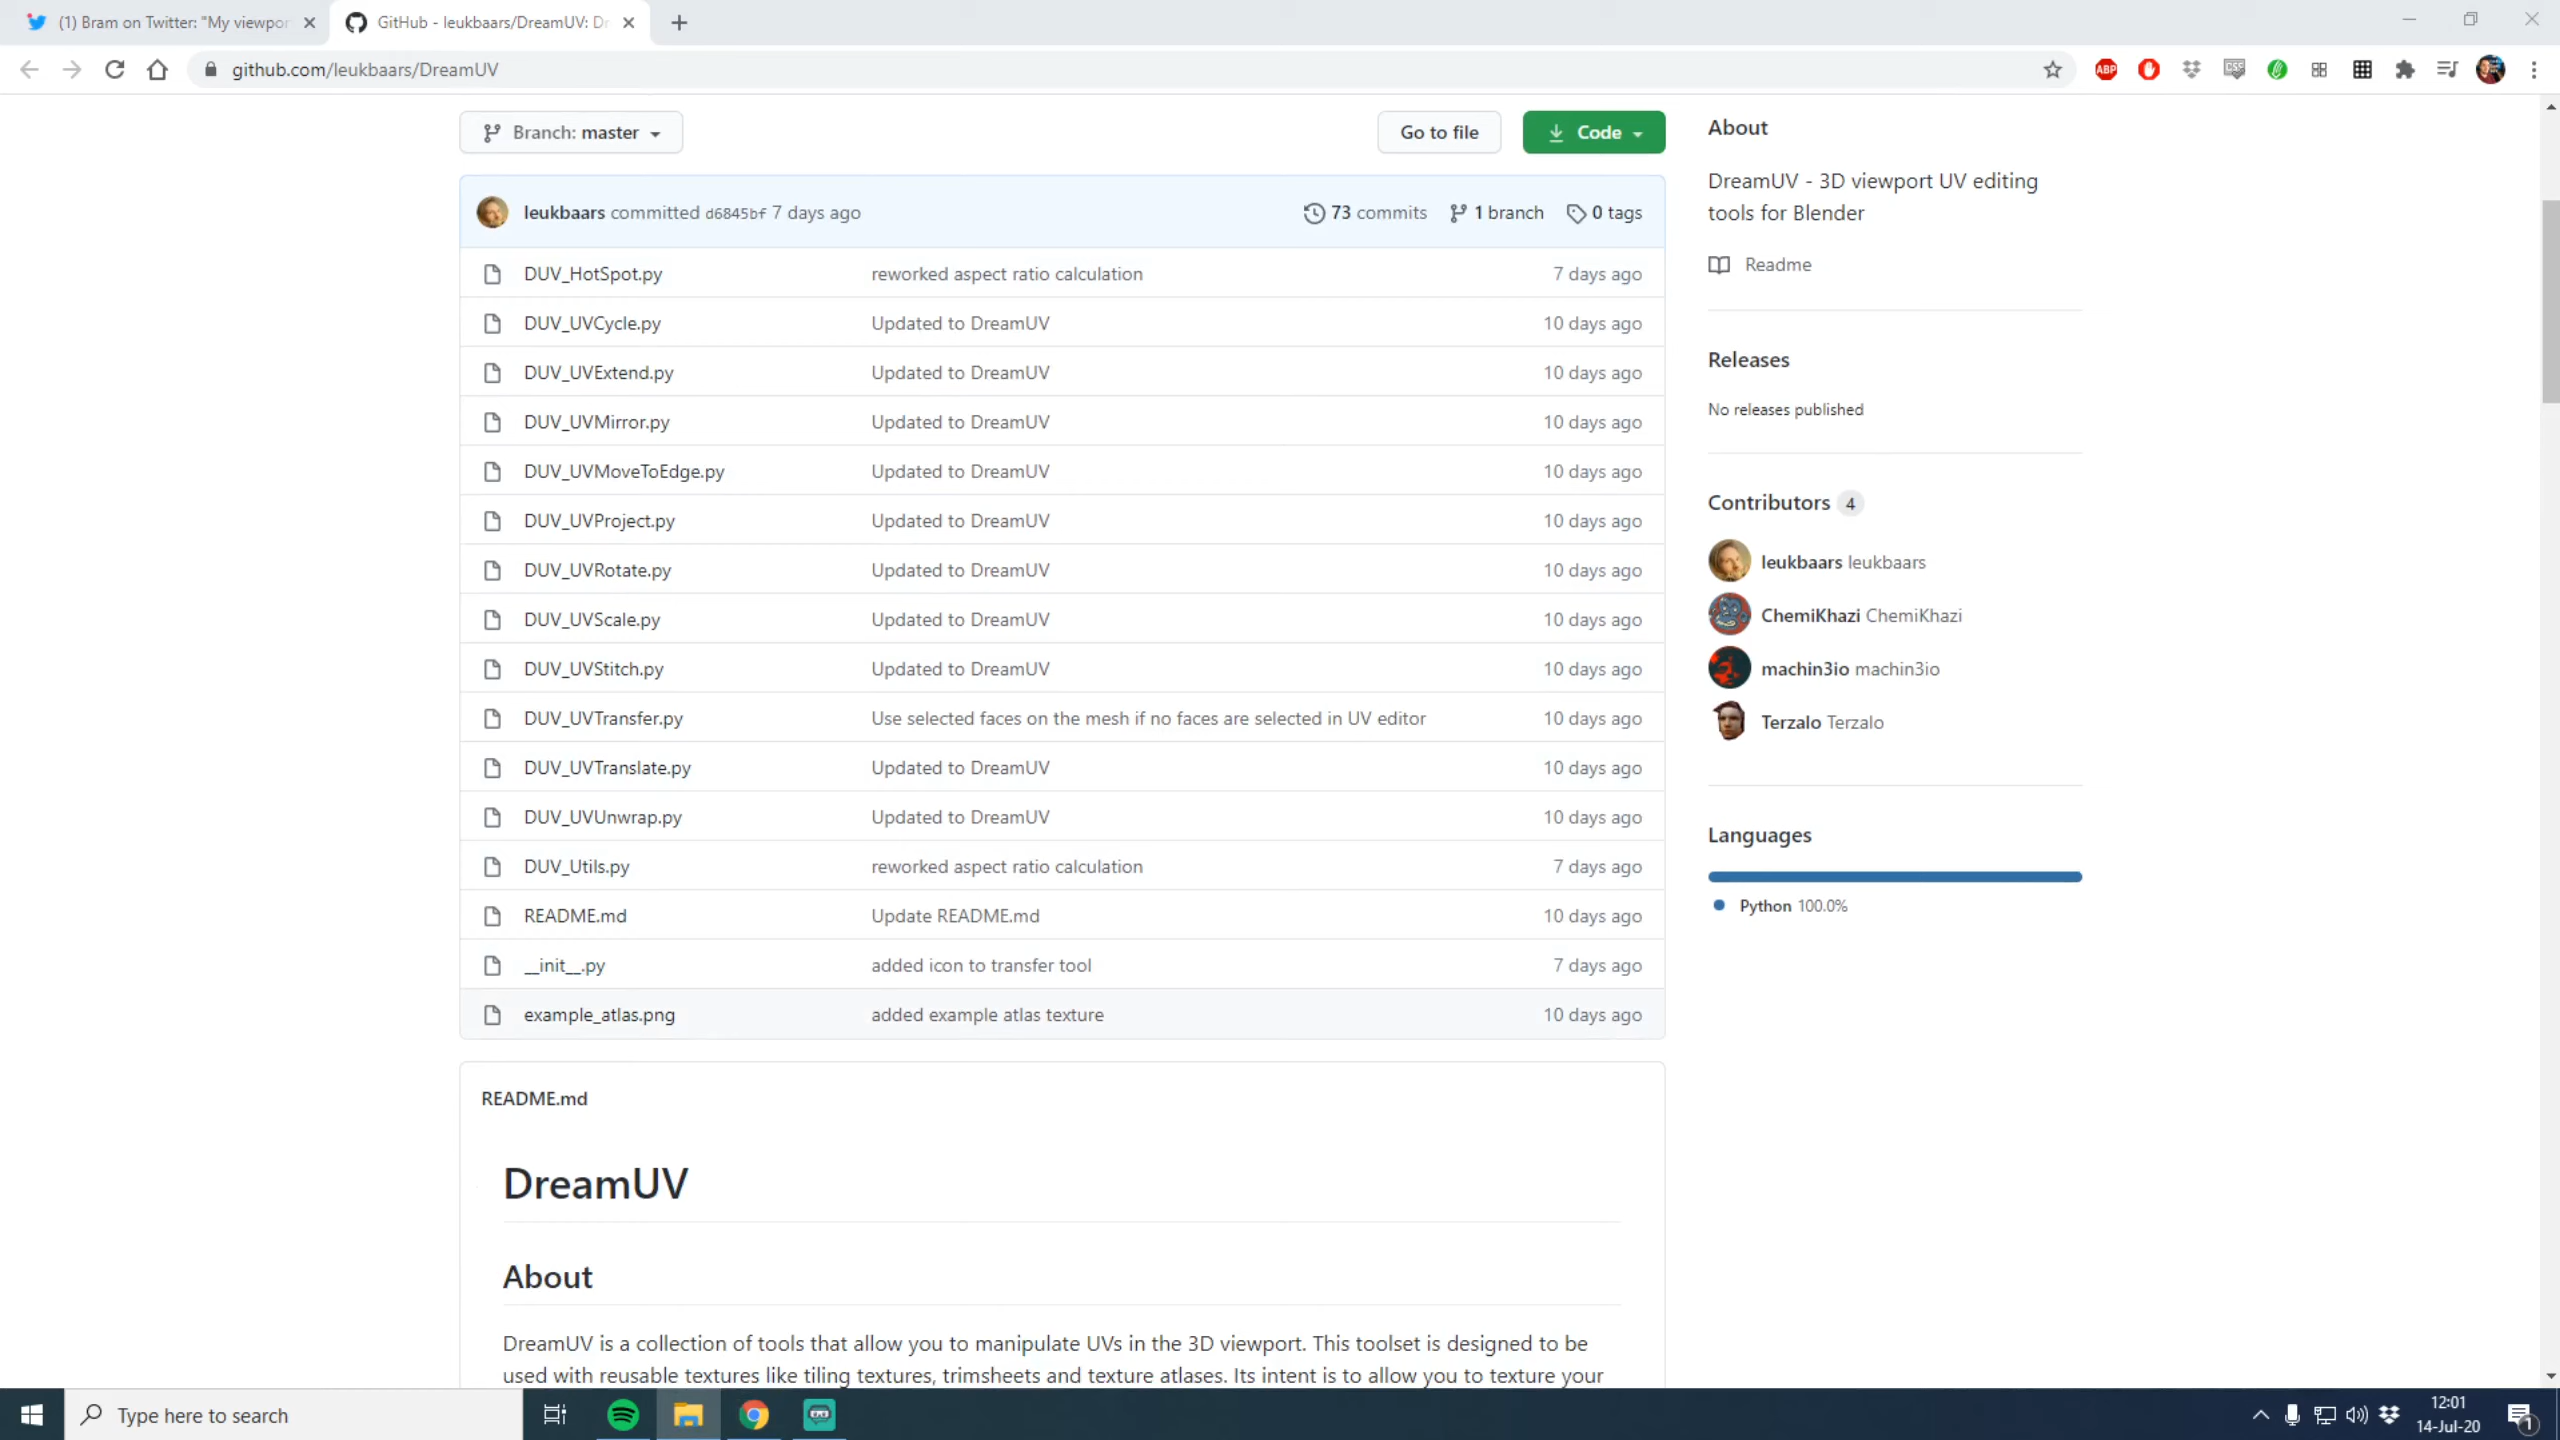 (1) Bram on Twitter: "My viewpor
GitHub - leukbaars/DreamUV: Dr
github.com/leukbaars/DreamUV
ABP
CSS
Branch: master
Go to file
Code
leukbaars committed d6845bf 7 days ago
73 commits
1 branch
0 tags
DUV_HotSpot.py reworked aspect ratio calculation 7 days ago
DUV_UVCycle.py Updated to DreamUV 10 days ago
DUV_UVExtend.py Updated to DreamUV 10 days ago
DUV_UVMirror.py Updated to DreamUV 10 days ago
DUV_UVMoveToEdge.py Updated to DreamUV 10 days ago
DUV_UVProject.py Updated to DreamUV 10 days ago
DUV_UVRotate.py Updated to DreamUV 10 days ago
DUV_UVScale.py Updated to DreamUV 10 days ago
DUV_UVStitch.py Updated to DreamUV 10 days ago
DUV_UVTransfer.py Use selected faces on the mesh if no faces are selected in UV editor 10 days ago
DUV_UVTranslate.py Updated to DreamUV 10 days ago
DUV_UVUnwrap.py Updated to DreamUV 10 days ago
DUV_Utils.py reworked aspect ratio calculation 7 days ago
README.md Update README.md 10 days ago
__init__.py added icon to transfer tool 7 days ago
example_atlas.png added example atlas texture 10 days ago
README.md
DreamUV
About
DreamUV is a collection of tools that allow you to manipulate UVs in the 3D viewport. This toolset is designed to be
used with reusable textures like tiling textures, trimsheets and texture atlases. Its intent is to allow you to texture your
About
DreamUV - 3D viewport UV editing
tools for Blender
Readme
Releases
No releases published
Contributors 4
leukbaars leukbaars
ChemiKhazi ChemiKhazi
machin3io machin3io
Terzalo Terzalo
Languages
Python 100.0%
Type here to search
12:01
14-Jul-20
1